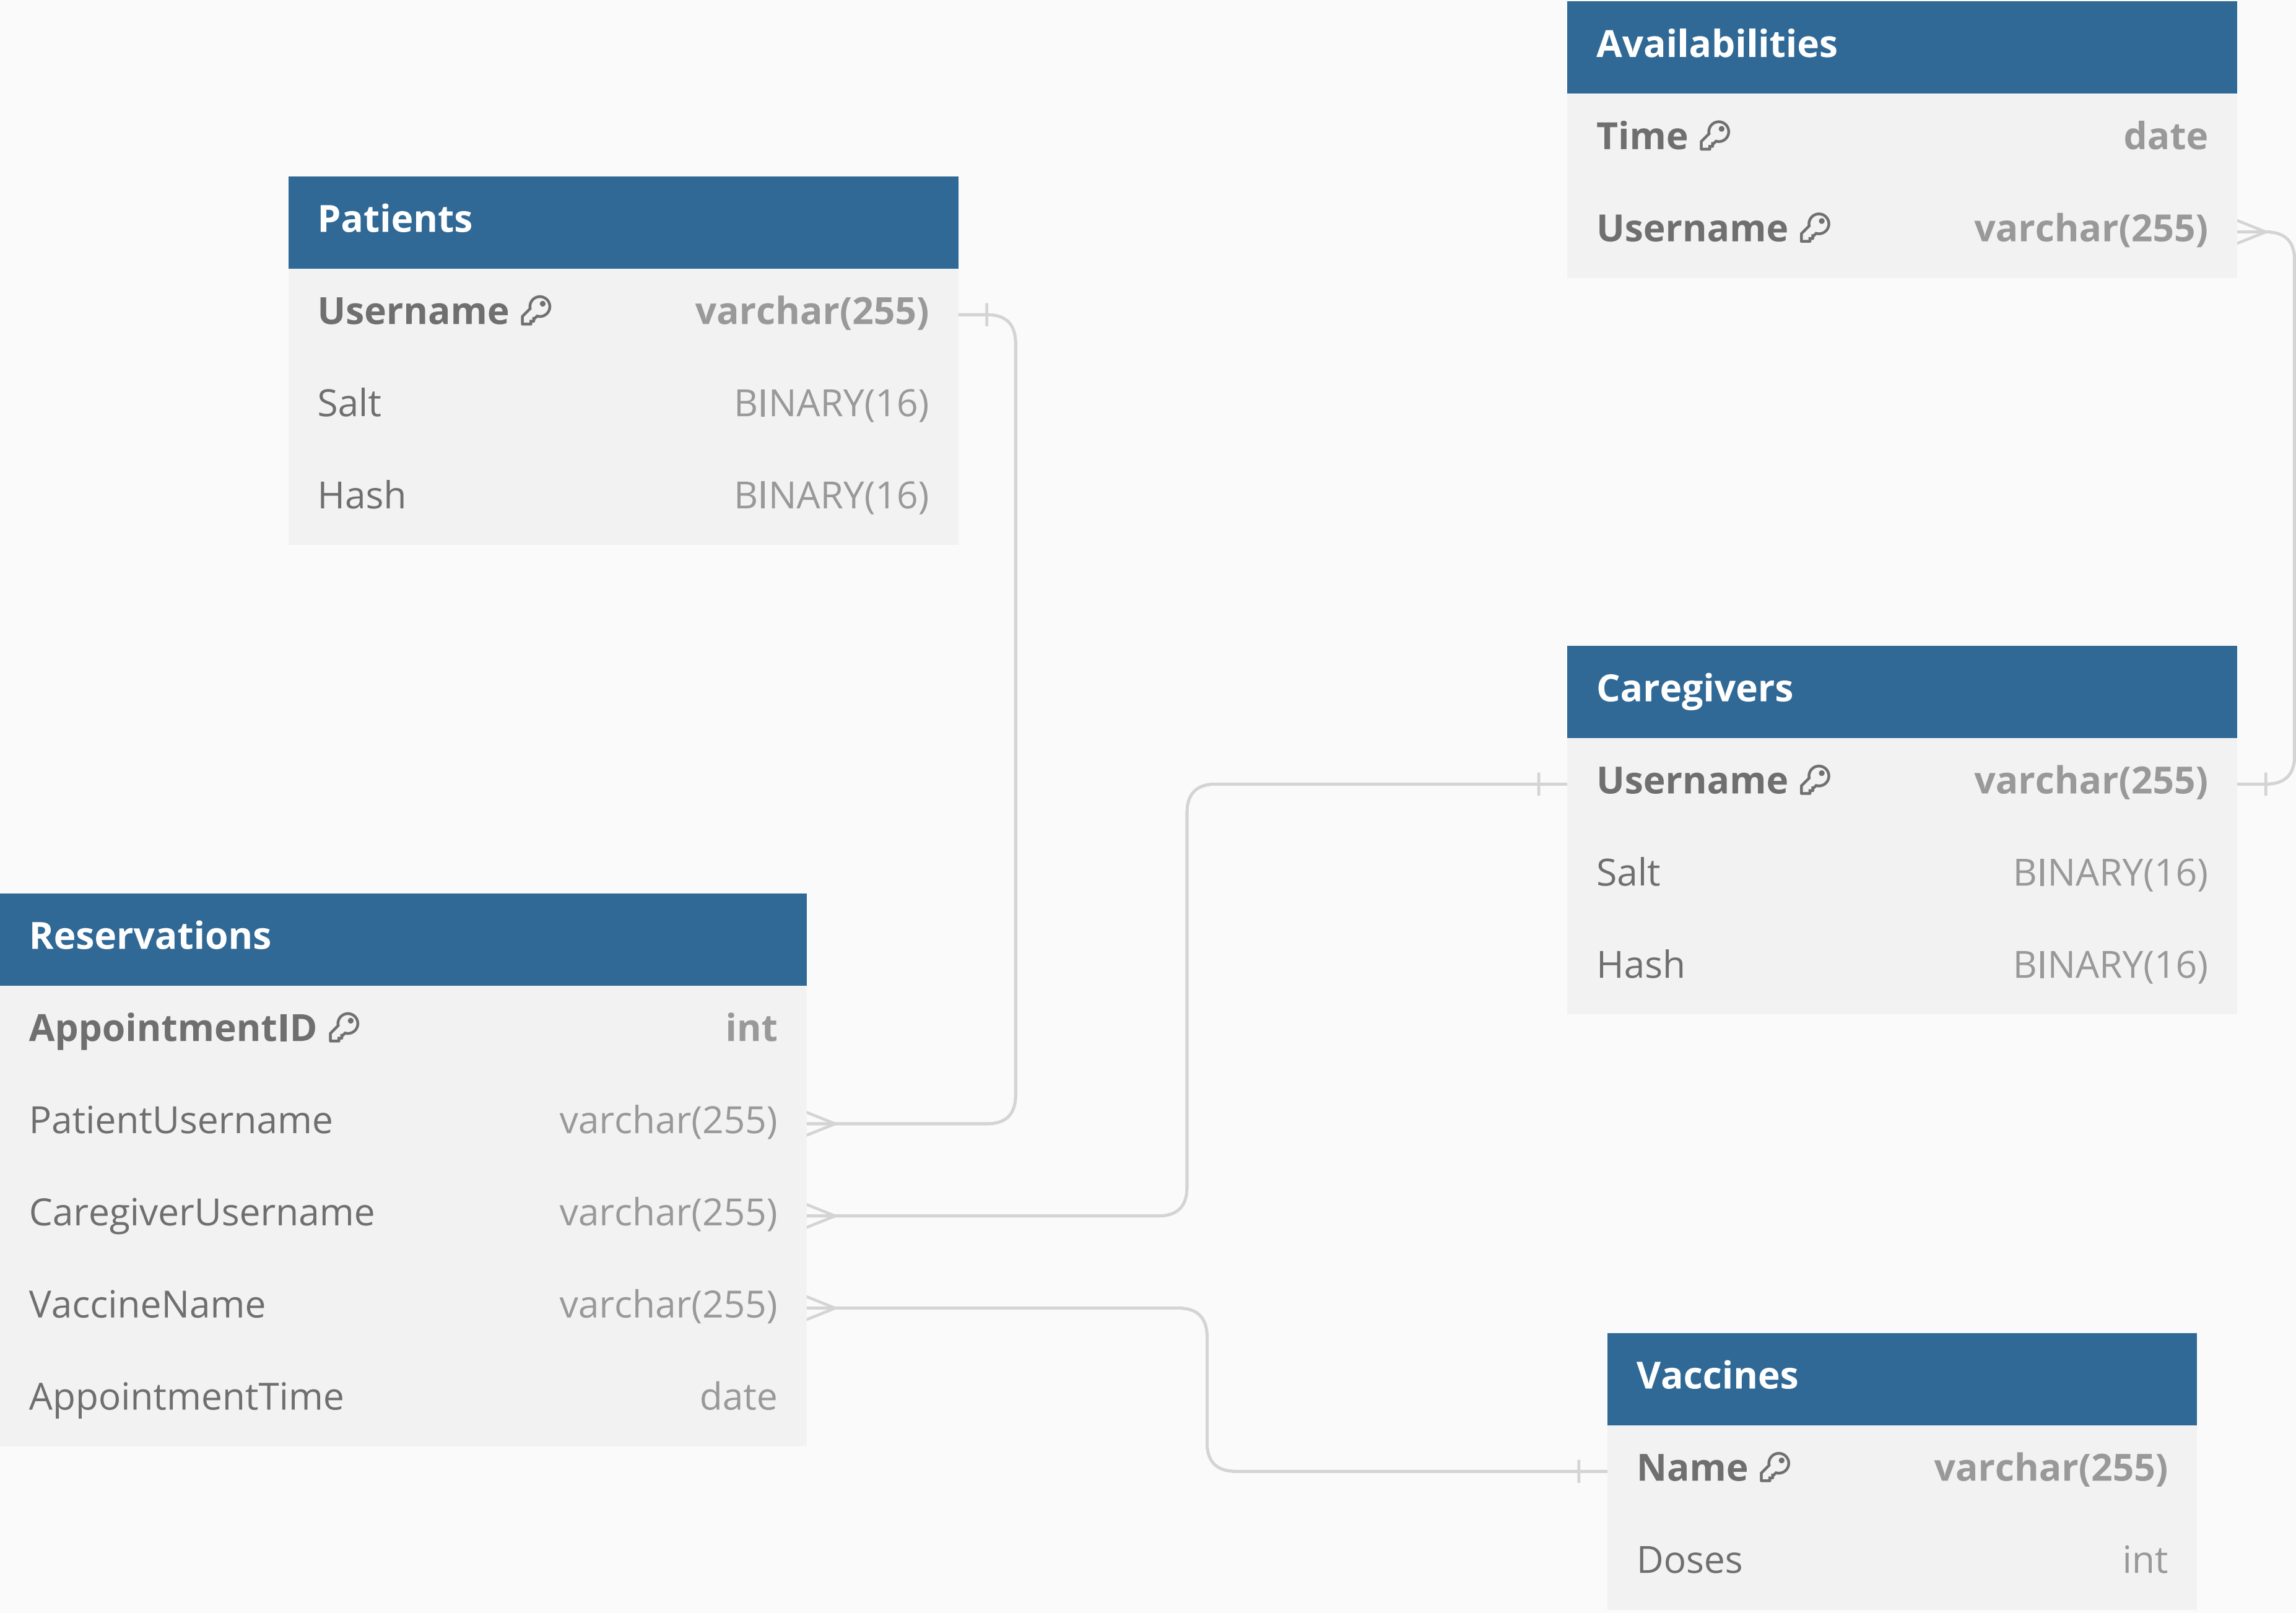 Availabilities
Time date
Username varchar(255)
Patients
Username varchar(255)
Salt BINARY(16)
Hash BINARY(16)
Caregivers
Username varchar(255)
Salt BINARY(16)
Hash BINARY(16)
Reservations
AppointmentID int
PatientUsername varchar(255)
CaregiverUsername varchar(255)
VaccineName varchar(255)
AppointmentTime date
Vaccines
Name varchar(255)
Doses int